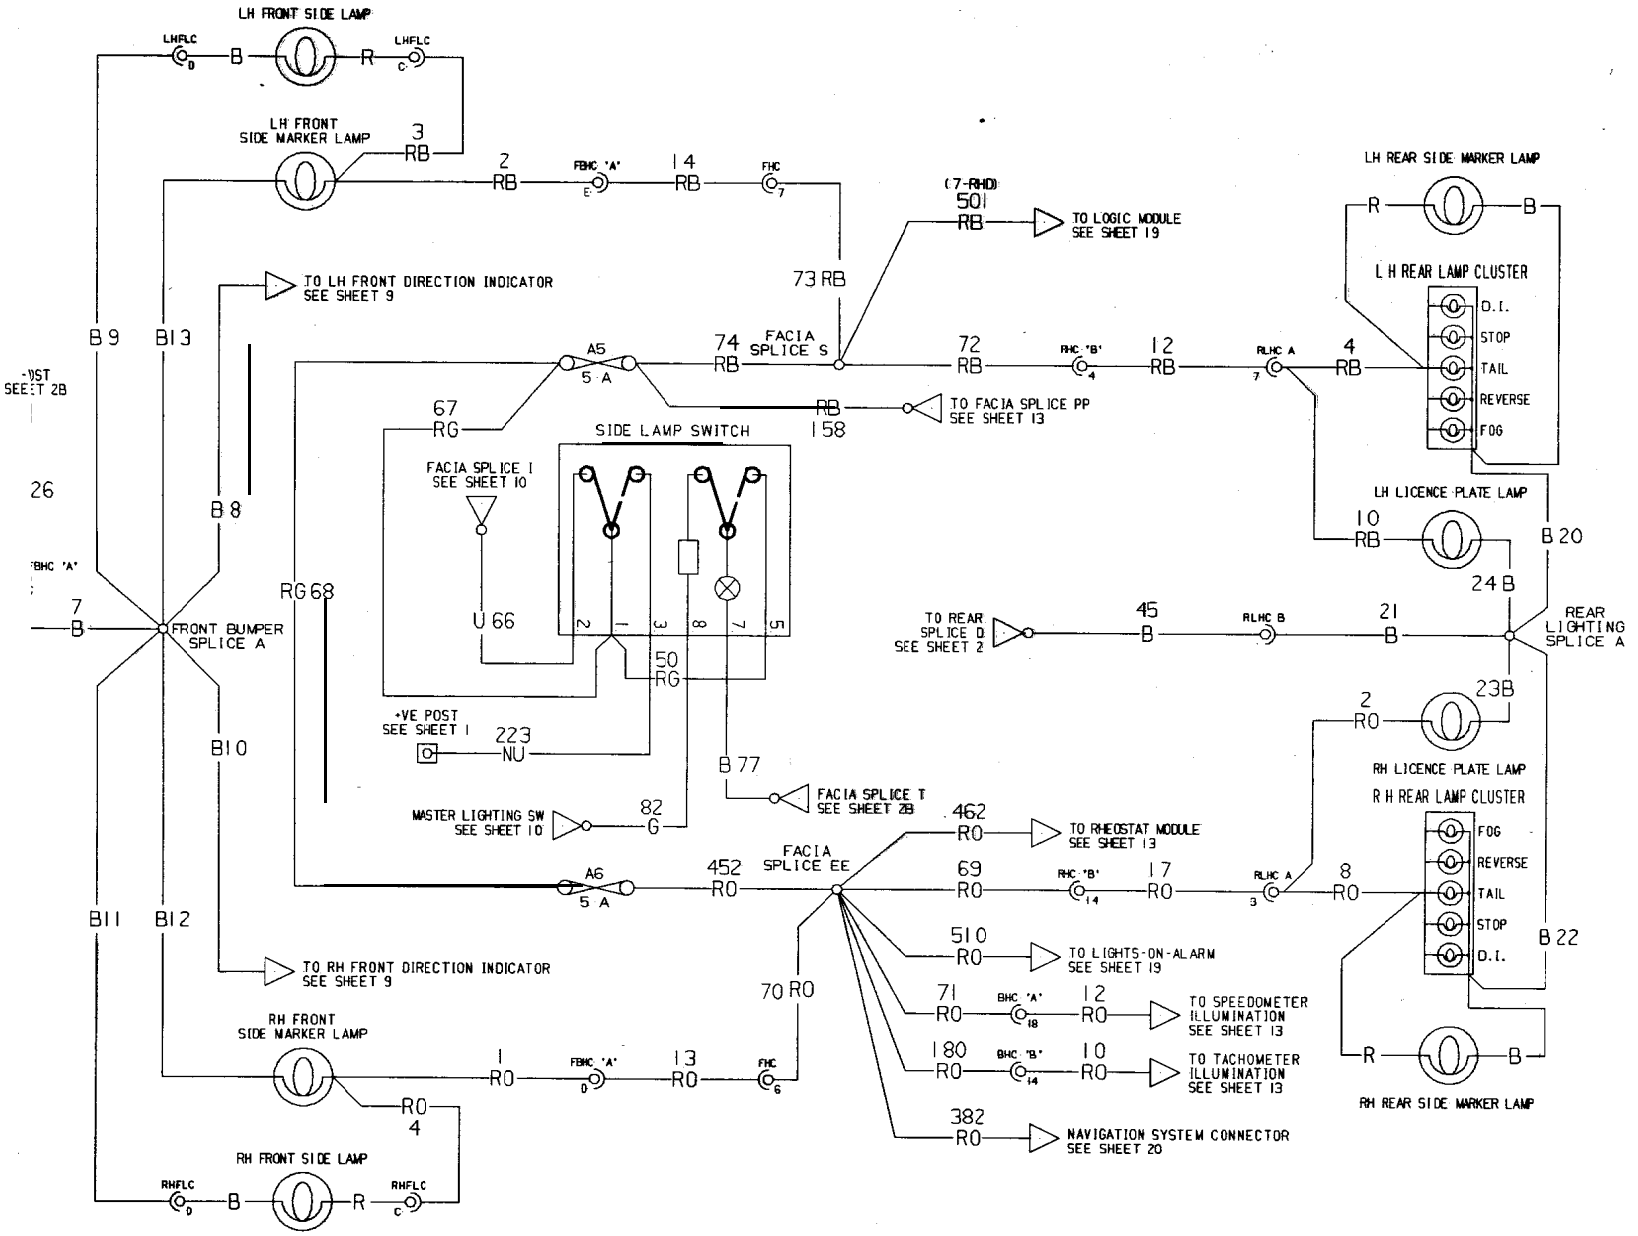 LH FRONT SIDE LAMP
LHFLC
D
B
R
LHFLC
C
LH FRONT
SIDE MARKER LAMP
3
RB
2
RB
FBHC 'A'
E
14
RB
FHC
7
(7-RHD)
501
RB
TO LOGIC MODULE
SEE SHEET 19
LH REAR SIDE MARKER LAMP
R
B
TO LH FRONT DIRECTION INDICATOR
SEE SHEET 9
73 RB
L H REAR LAMP CLUSTER
D.I.
STOP
TAIL
REVERSE
FOG
B 9
B13
A5
5 A
74
RB
FACIA
SPLICE S
72
RB
RHC 'B'
4
12
RB
RLHC A
7
4
RB
SEE SHEET 2B
67
RG
RB
158
TO FACIA SPLICE PP
SEE SHEET 13
SIDE LAMP SWITCH
FACIA SPLICE I
SEE SHEET 10
26
B 8
LH LICENCE PLATE LAMP
10
RB
B 20
24 B
FBHC 'A'
7
B
FRONT BUMPER
SPLICE A
RG 68
U 66
2
1
3
8
7
5
50
RG
TO REAR
SPLICE D
SEE SHEET 2
45
B
RLHC B
21
B
REAR
LIGHTING
SPLICE A
23B
2
RO
RH LICENCE PLATE LAMP
+VE POST
SEE SHEET 1
223
NU
B10
B 77
FACIA SPLICE T
SEE SHEET 2B
MASTER LIGHTING SW
SEE SHEET 10
82
G
462
RO
TO RHEOSTAT MODULE
SEE SHEET 13
R H REAR LAMP CLUSTER
FOG
REVERSE
TAIL
STOP
D.I.
A6
5 A
452
RO
FACIA
SPLICE EE
69
RO
RHC 'B'
14
17
RO
RLHC A
3
8
RO
B11
B12
510
RO
TO LIGHTS-ON-ALARM
SEE SHEET 19
B 22
TO RH FRONT DIRECTION INDICATOR
SEE SHEET 9
70 RO
71
RO
BHC 'A'
18
12
RO
TO SPEEDOMETER
ILLUMINATION
SEE SHEET 13
RH FRONT
SIDE MARKER LAMP
1
RO
FBHC 'A'
D
13
RO
FHC
6
180
RO
BHC 'B'
14
10
RO
TO TACHOMETER
ILLUMINATION
SEE SHEET 13
R
B
RH REAR SIDE MARKER LAMP
RO
4
382
RO
NAVIGATION SYSTEM CONNECTOR
SEE SHEET 20
RH FRONT SIDE LAMP
RHFLC
D
B
R
RHFLC
C